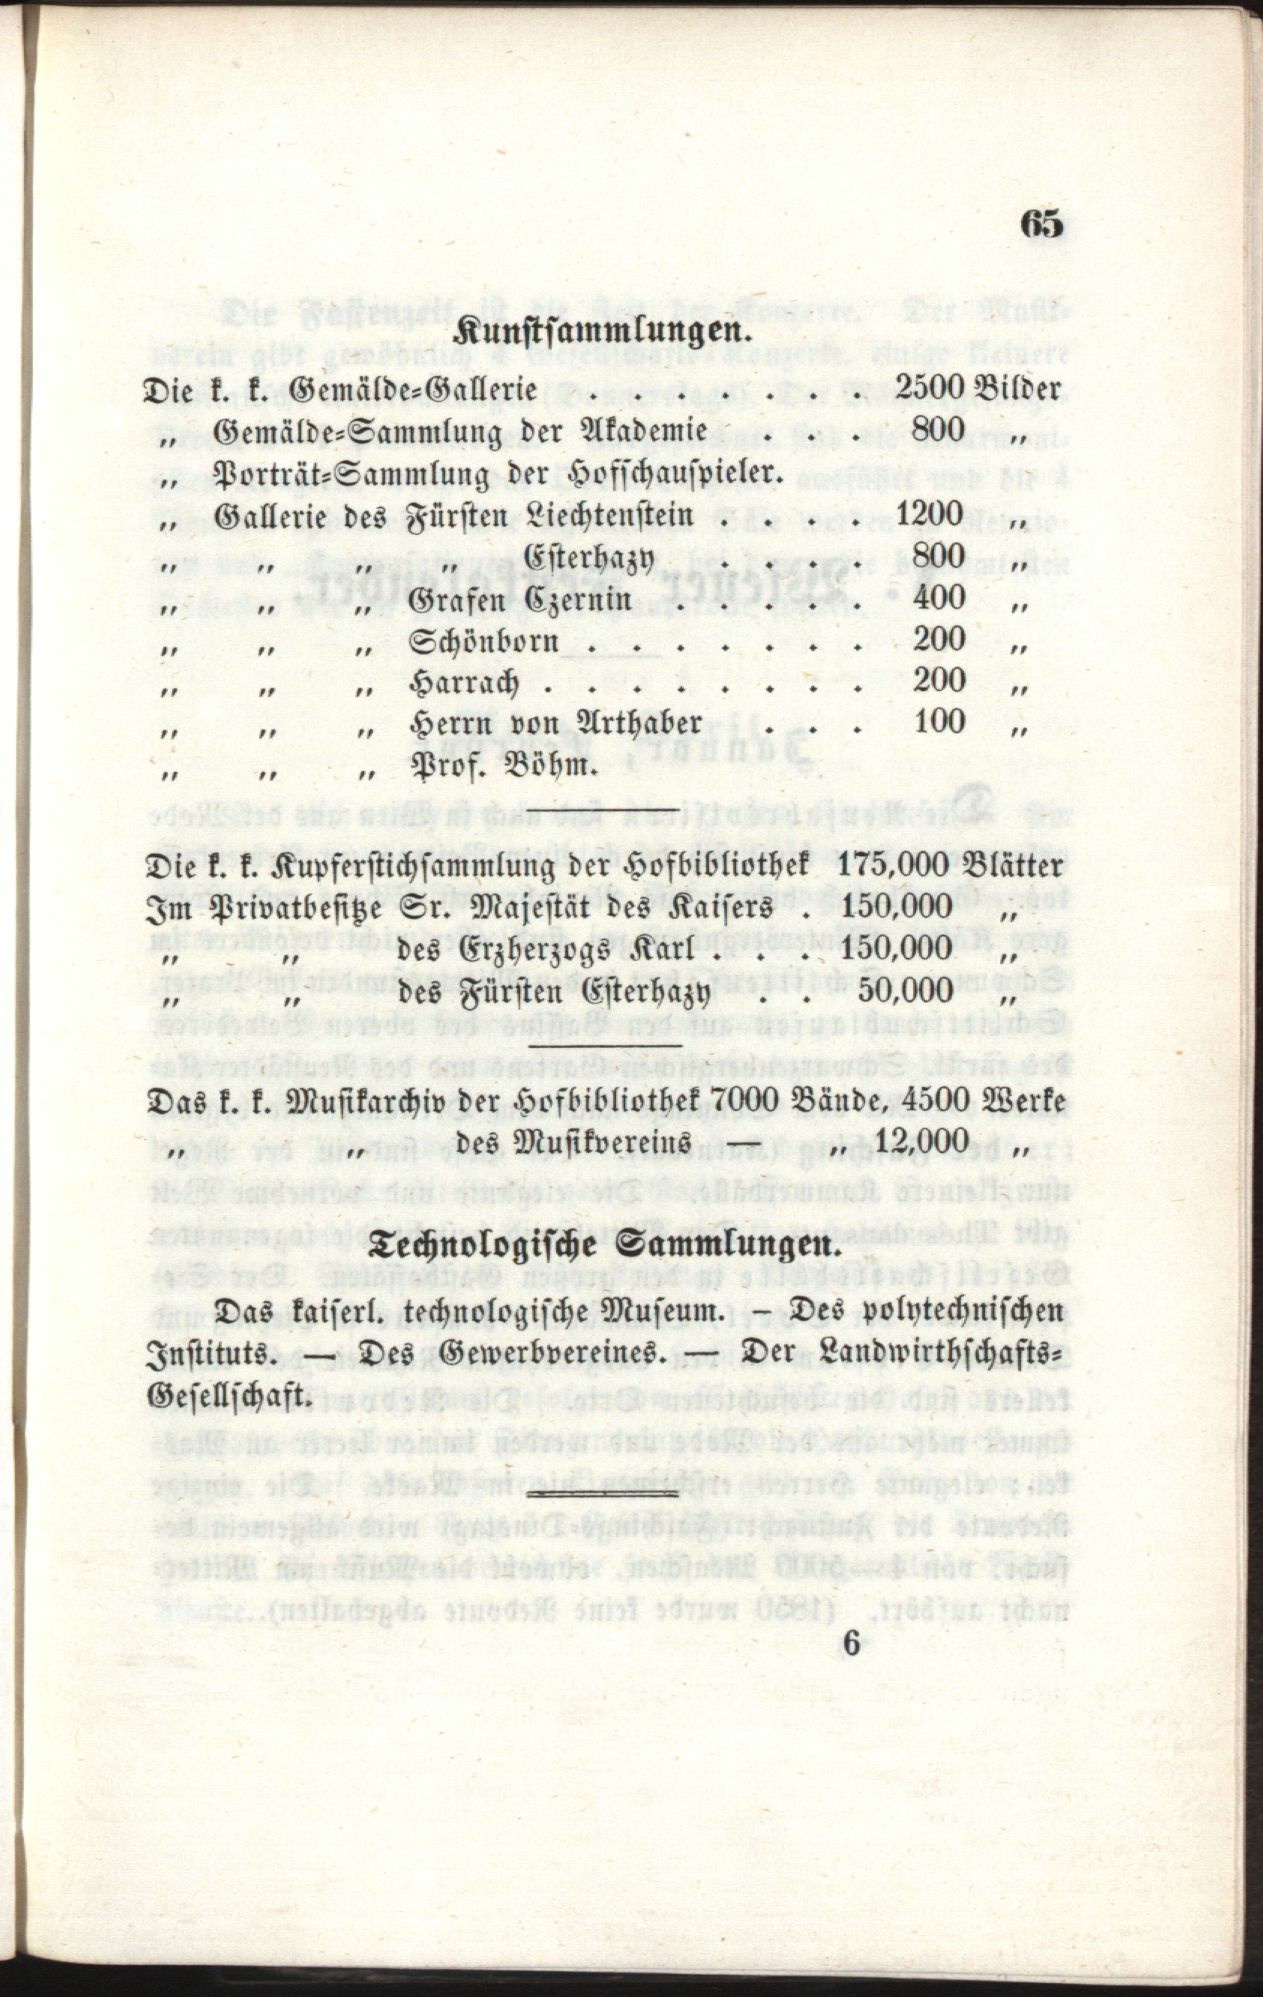 65
Kunstsammlungen.
Die k. k. Gemälde-Gallerie . . . . . . . 2500 Bilder
„ Gemälde-Sammlung der Akademie . . . 800 „
„ Porträt-Sammlung der Hofschauspieler.
„ Gallerie des Fürsten Liechtenstein . . . . 1200 „
„ „ „ „ Esterhazy . . . . 800 „
„ „ „ Grafen Czernin . . . . . 400 „
„ „ „ Schönborn . . . . . . . 200 „
„ „ „ Harrach . . . . . . . . 200 „
„ „ „ Herrn von Arthaber . . . 100 „
„ „ „ Prof. Böhm.
Die k. k. Kupferstichsammlung der Hofbibliothek 175,000 Blätter
Im Privatbesitze Sr. Majestät des Kaisers . 150,000 „
„ „ des Erzherzogs Karl . . . 150,000 „
„ „ des Fürsten Esterhazy . . 50,000 „
Das k. k. Musikarchiv der Hofbibliothek 7000 Bände, 4500 Werke
„ „ des Musikvereins — „ 12,000 „
Technologische Sammlungen.
Das kaiserl. technologische Museum. – Des polytechnischen
Instituts. — Des Gewerbvereines. — Der Landwirthschafts-
Gesellschaft.
6